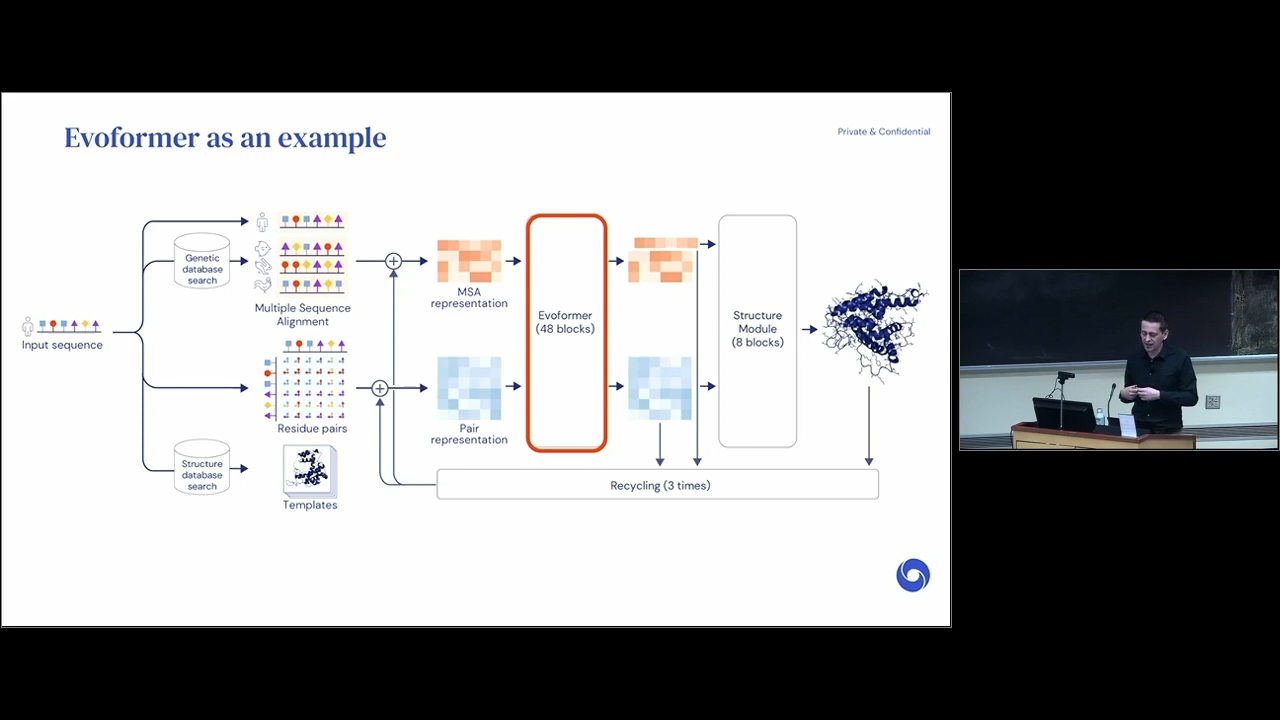 Evoformer as an example
Private & Confidential
Genetic
database
search
Multiple Sequence
Alignment
Input sequence
Residue pairs
Structure
database
search
Templates
MSA
representation
Pair
representation
Evoformer
(48 blocks)
Structure
Module
(8 blocks)
Recycling (3 times)